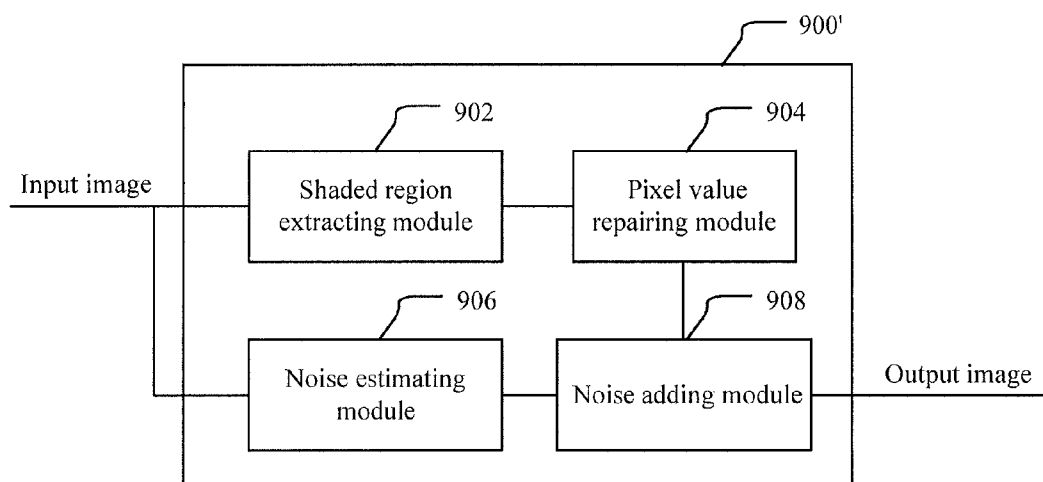 900'
902
904
Input image
Shaded region
extracting module
Pixel value
repairing module
906
908
Noise estimating
module
Noise adding module
Output image